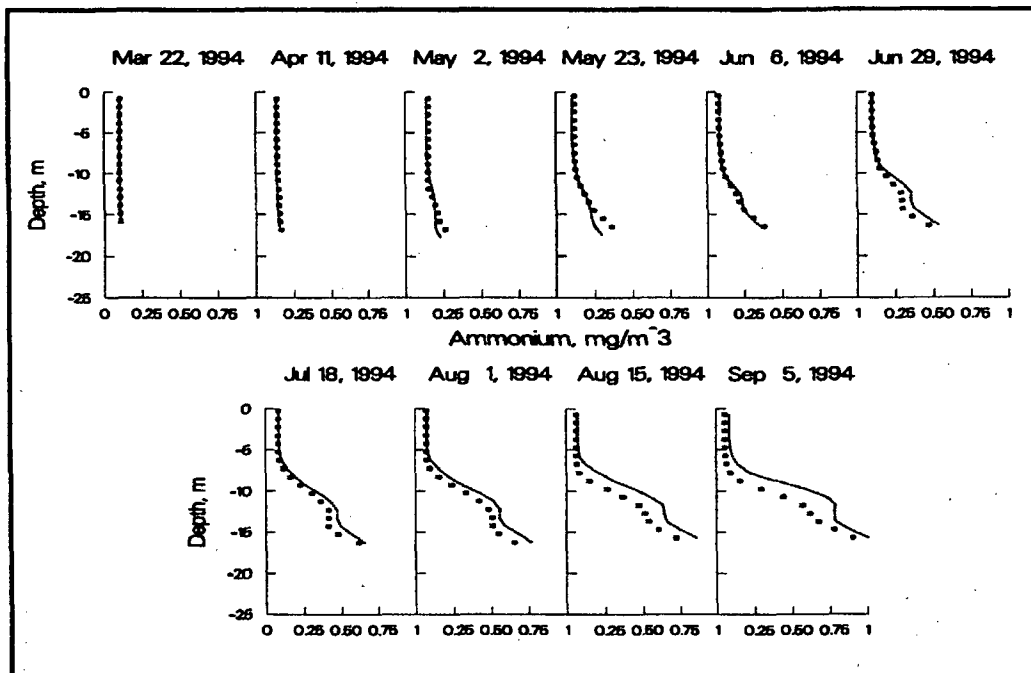 Mar 22, 1994 Apr 11, 1994 May 2, 1994 May 23, 1994 Jun 6, 1994 Jun 29, 1994
0
-5
-10
-15
-20
-25
Depth, m
0 0.25 0.50 0.75 1 0.25 0.50 0.75 1 0.25 0.50 0.75 1 0.25 0.50 0.75 1 0.25 0.50 0.75 1 0.25 0.50 0.75 1
Ammonium, mg/m^3
Jul 18, 1994 Aug 1, 1994 Aug 15, 1994 Sep 5, 1994
0
-5
-10
-15
-20
-25
Depth, m
0 0.25 0.50 0.75 1 0.25 0.50 0.75 1 0.25 0.50 0.75 1 0.25 0.50 0.75 1